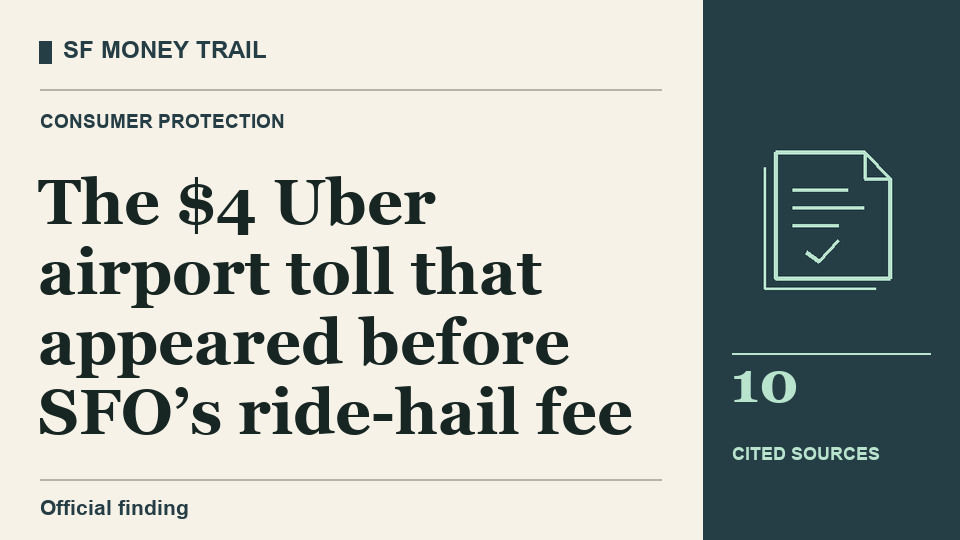 SF MONEY TRAIL
CONSUMER PROTECTION
The $4 Uber
airport toll that
appeared before
SFO’s ride-hail fee
Official finding
10
CITED SOURCES